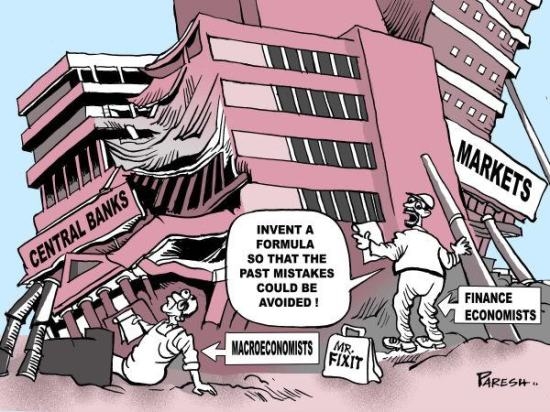 CENTRAL BANKS
MARKETS
INVENT A
FORMULA
SO THAT THE
PAST MISTAKES
COULD BE
AVOIDED !
FINANCE
ECONOMISTS
MACROECONOMISTS
MR.
FIXIT
PARESH